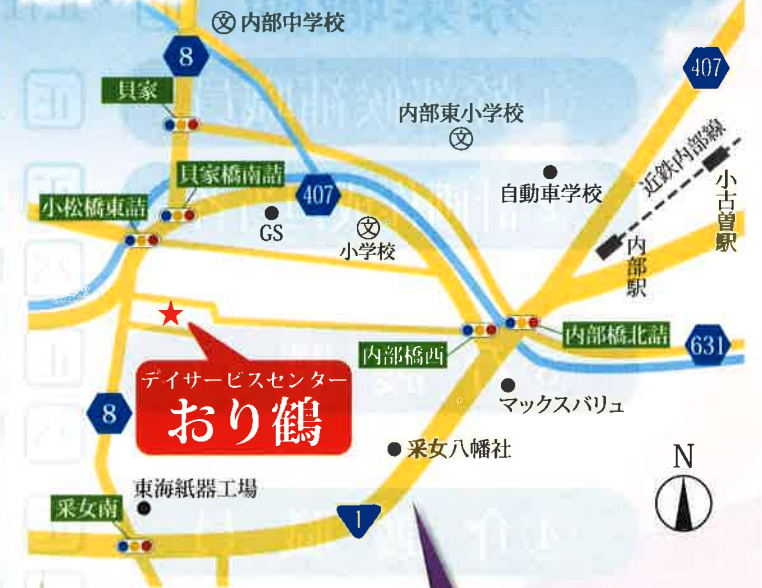 内部中学校
8
407
貝家
内部東小学校
近鉄内部線
貝家橋南詰
自動車学校
小古曽駅
小松橋東詰
407
GS
小学校
内部駅
内部橋西
内部橋北詰
631
デイサービスセンター
おり鶴
8
マックスバリュ
采女八幡社
N
東海紙器工場
采女南
1